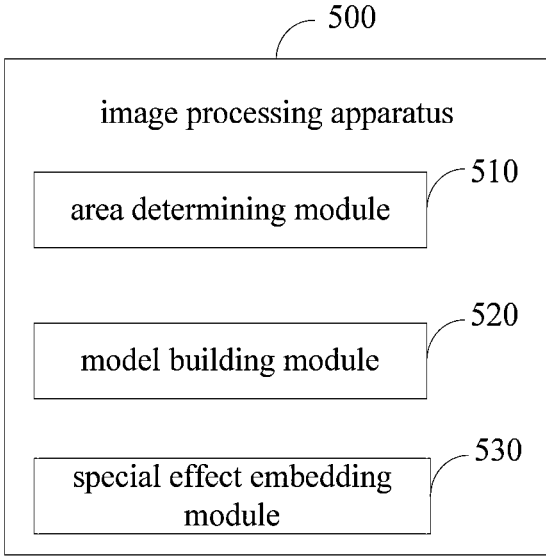 500
image processing apparatus
510
area determining module
520
model building module
530
special effect embedding
module